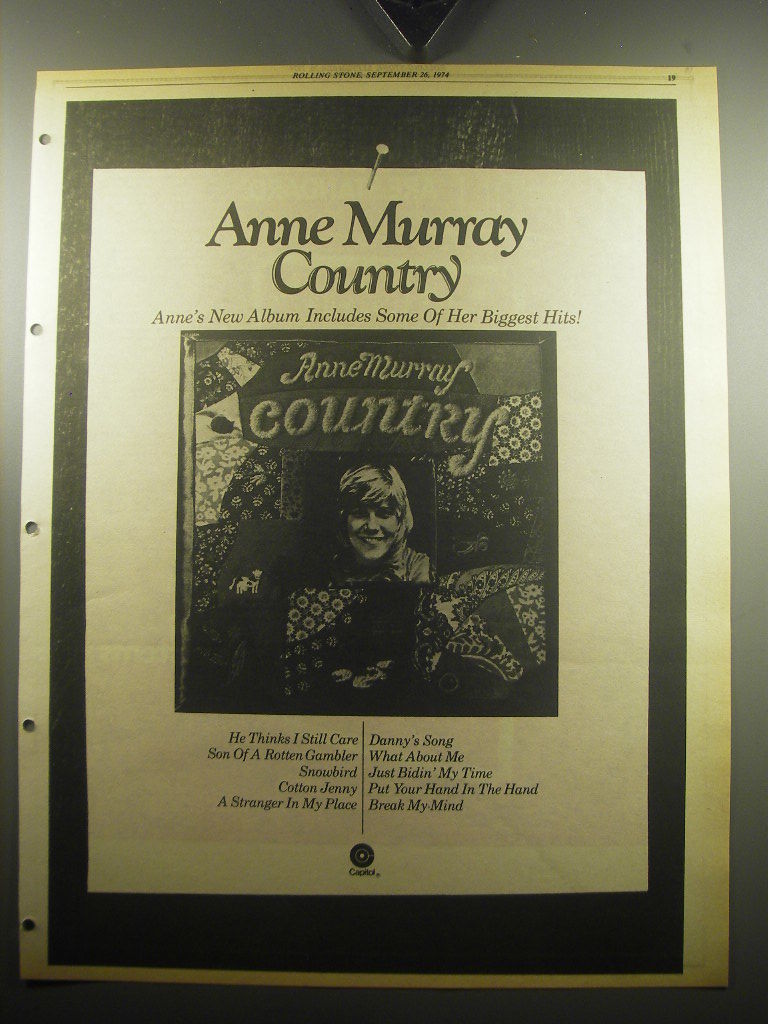 ROLLING STONE, SEPTEMBER 26, 1974
19
Anne Murray
Country
Anne's New Album Includes Some Of Her Biggest Hits!
Anne Murray
country
He Thinks I Still Care
Son Of A Rotten Gambler
Snowbird
Cotton Jenny
A Stranger In My Place
Danny's Song
What About Me
Just Bidin' My Time
Put Your Hand In The Hand
Break My Mind
Capitol®